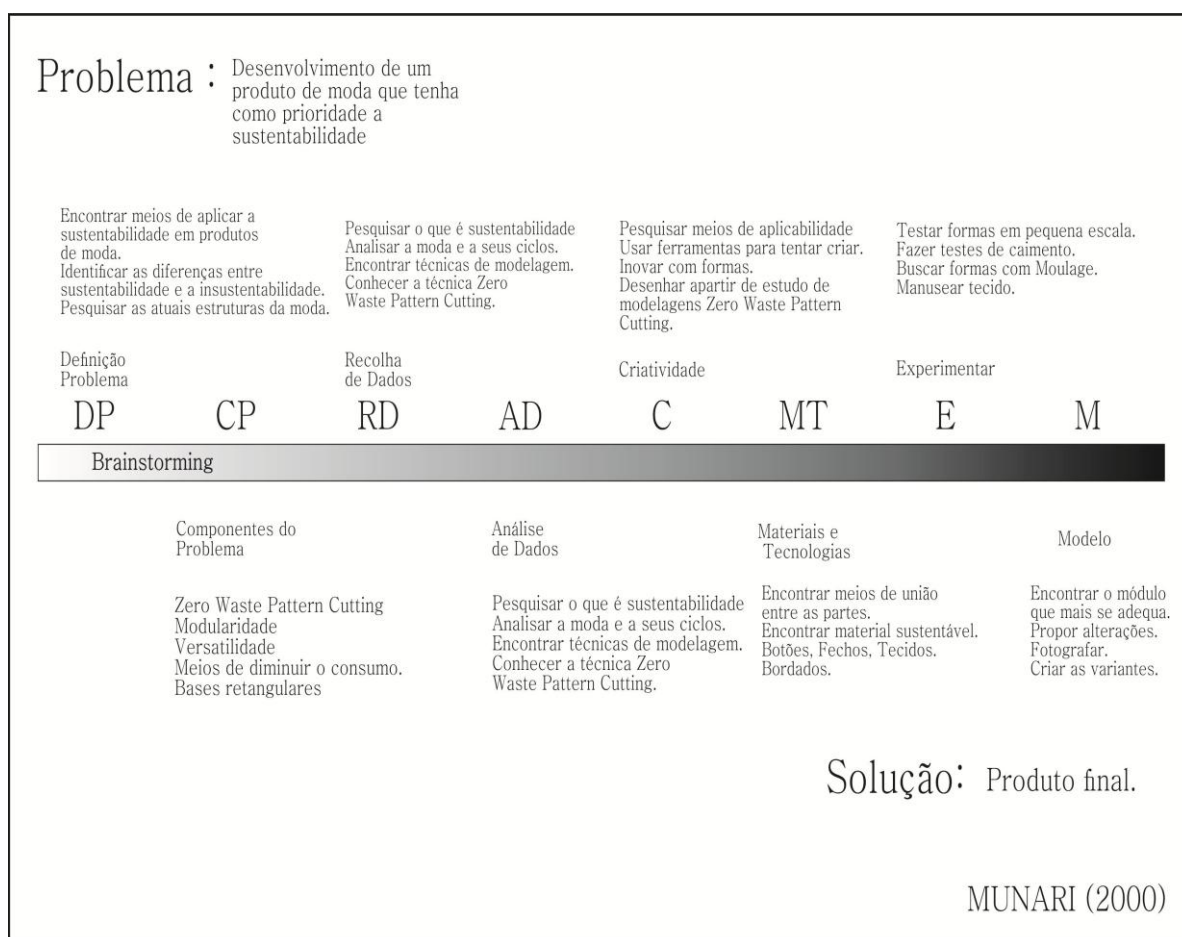 Problema :
Desenvolvimento de um
produto de moda que tenha
como prioridade a
sustentabilidade
Encontrar meios de aplicar a
sustentabilidade em produtos
de moda.
Identificar as diferenças entre
sustentabilidade e a insustentabilidade.
Pesquisar as atuais estruturas da moda.
Pesquisar o que é sustentabilidade
Analisar a moda e a seus ciclos.
Encontrar técnicas de modelagem.
Conhecer a técnica Zero
Waste Pattern Cutting.
Pesquisar meios de aplicabilidade
Usar ferramentas para tentar criar.
Inovar com formas.
Desenhar apartir de estudo de
modelagens Zero Waste Pattern
Cutting.
Testar formas em pequena escala.
Fazer testes de caimento.
Buscar formas com Moulage.
Manusear tecido.
Definição
Problema
Recolha
de Dados
Criatividade
Experimentar
DP CP RD AD C MT E M
Brainstorming
Componentes do
Problema
Análise
de Dados
Materiais e
Tecnologias
Modelo
Zero Waste Pattern Cutting
Modularidade
Versatilidade
Meios de diminuir o consumo.
Bases retangulares
Pesquisar o que é sustentabilidade
Analisar a moda e a seus ciclos.
Encontrar técnicas de modelagem.
Conhecer a técnica Zero
Waste Pattern Cutting.
Encontrar meios de união
entre as partes.
Encontrar material sustentável.
Botões, Fechos, Tecidos.
Bordados.
Encontrar o módulo
que mais se adequa.
Propor alterações.
Fotografar.
Criar as variantes.
Solução: Produto final.
MUNARI (2000)